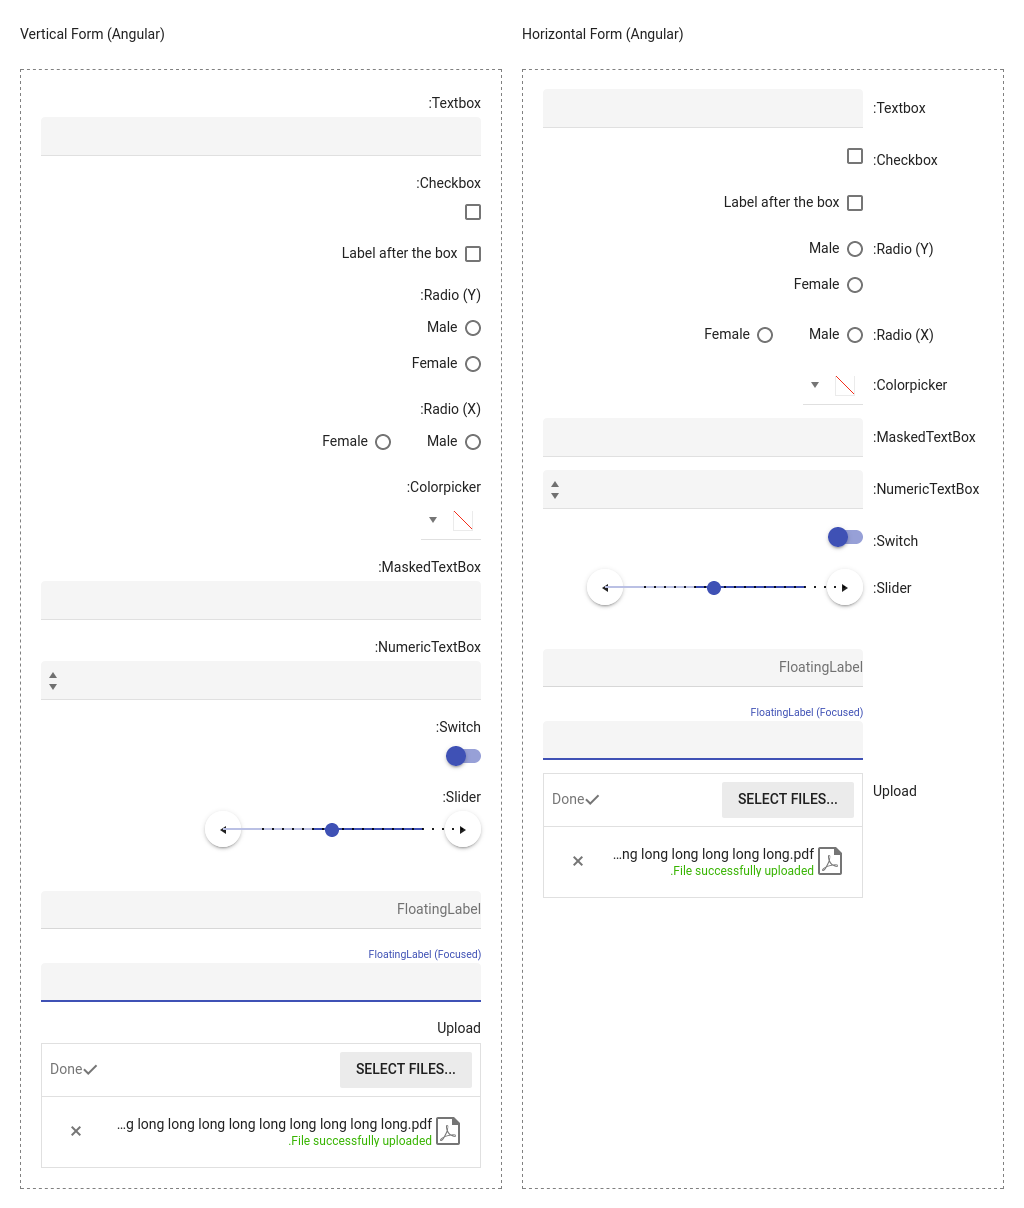 Vertical Form (Angular)
:Textbox
:Checkbox
Label after the box
:Radio (Y)
Male
Female
:Radio (X)
Female Male
:Colorpicker
:MaskedTextBox
:NumericTextBox
:Switch
:Slider
FloatingLabel
FloatingLabel (Focused)
Upload
Done SELECT FILES...
...g long long long long long long long long long.pdf
.File successfully uploaded
Horizontal Form (Angular)
:Textbox
:Checkbox
Label after the box
Male :Radio (Y)
Female
Female Male :Radio (X)
:Colorpicker
:MaskedTextBox
:NumericTextBox
:Switch
:Slider
FloatingLabel
FloatingLabel (Focused)
Done SELECT FILES... Upload
...ng long long long long long.pdf
.File successfully uploaded